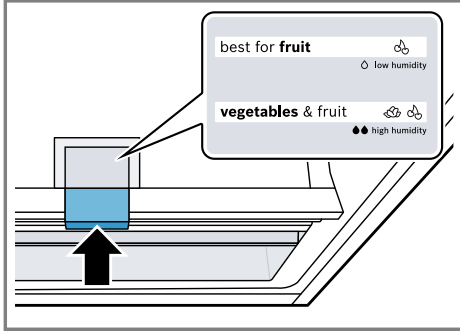 best for fruit
low humidity
vegetables & fruit
high humidity